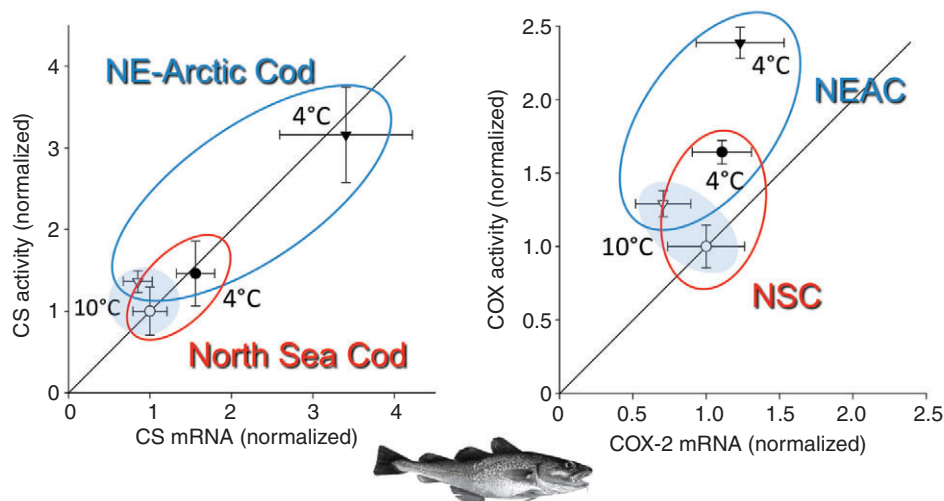 NE-Arctic Cod
4°C
10°C
4°C
North Sea Cod
CS activity (normalized)
4
3
2
1
0
0 1 2 3 4
CS mRNA (normalized)
4°C
NEAC
4°C
10°C
NSC
COX activity (normalized)
2.5
2.0
1.5
1.0
0.5
0
0 0.5 1.0 1.5 2.0 2.5
COX-2 mRNA (normalized)